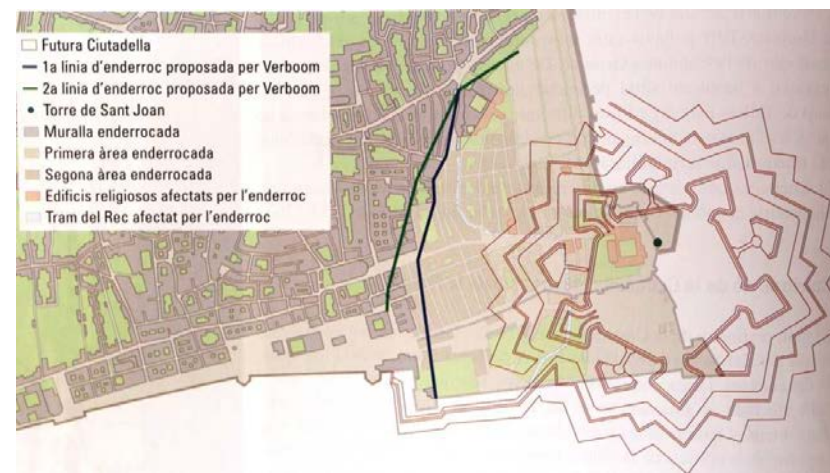 Futura Ciutadella
1a línia d'enderroc proposada per Verboom
2a línia d'enderroc proposada per Verboom
Torre de Sant Joan
Muralla enderrocada
Primera àrea enderrocada
Segona àrea enderrocada
Edificis religiosos afectats per l'enderroc
Tram del Rec afectat per l'enderroc